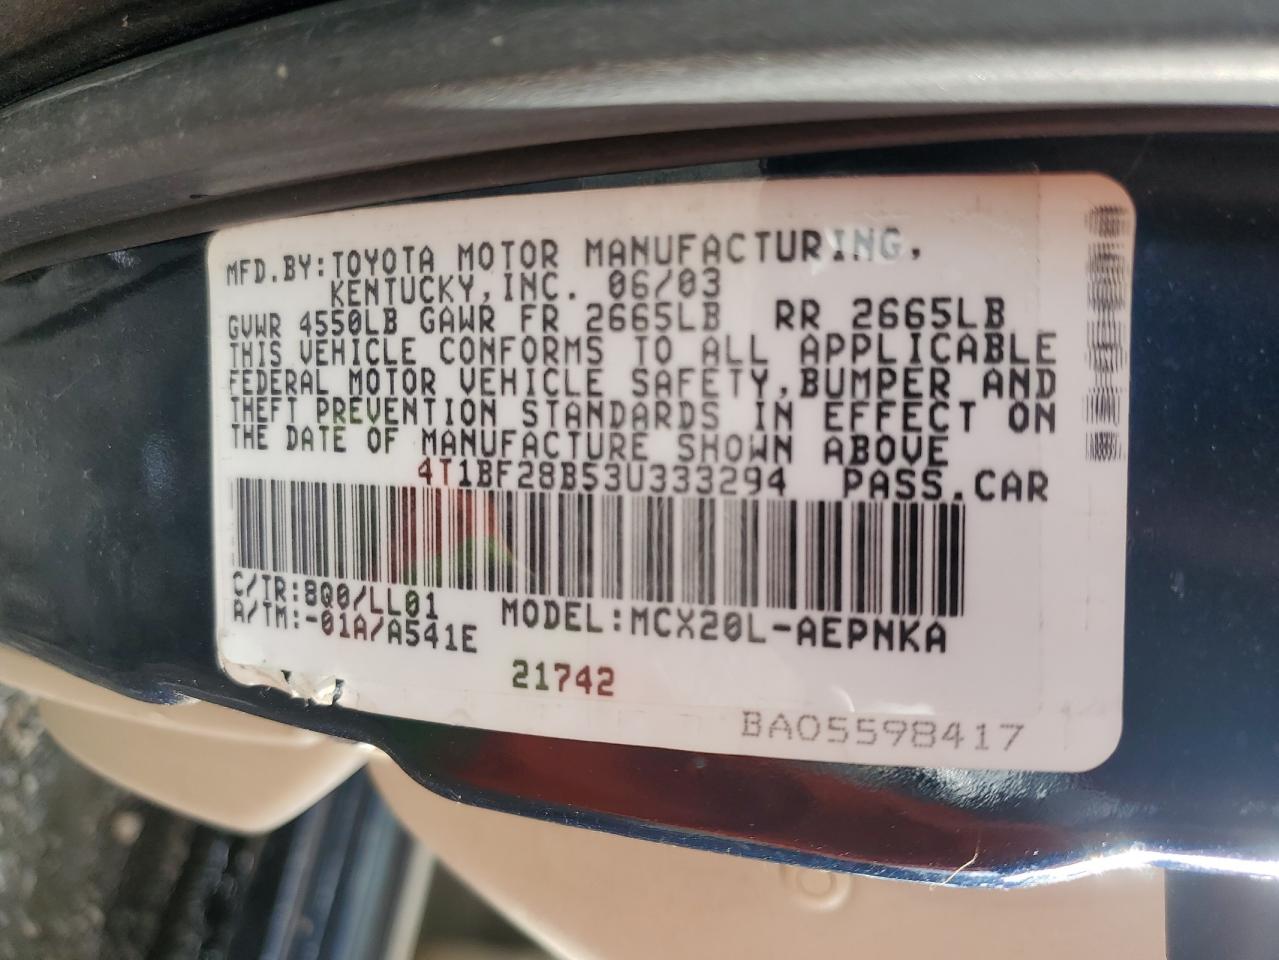 MFD.BY:TOYOTA MOTOR MANUFACTURING,
KENTUCKY,INC. 06/03
GVWR 4550LB GAWR FR 2665LB RR 2665LB
THIS VEHICLE CONFORMS TO ALL APPLICABLE
FEDERAL MOTOR VEHICLE SAFETY,BUMPER AND
THEFT PREVENTION STANDARDS IN EFFECT ON
THE DATE OF MANUFACTURE SHOWN ABOVE
4T1BF28B53U333294 PASS.CAR
C/TR:8Q0/LL01 MODEL:MCX20L-AEPNKA
A/TM:-01A/A541E
21742
BA05598417